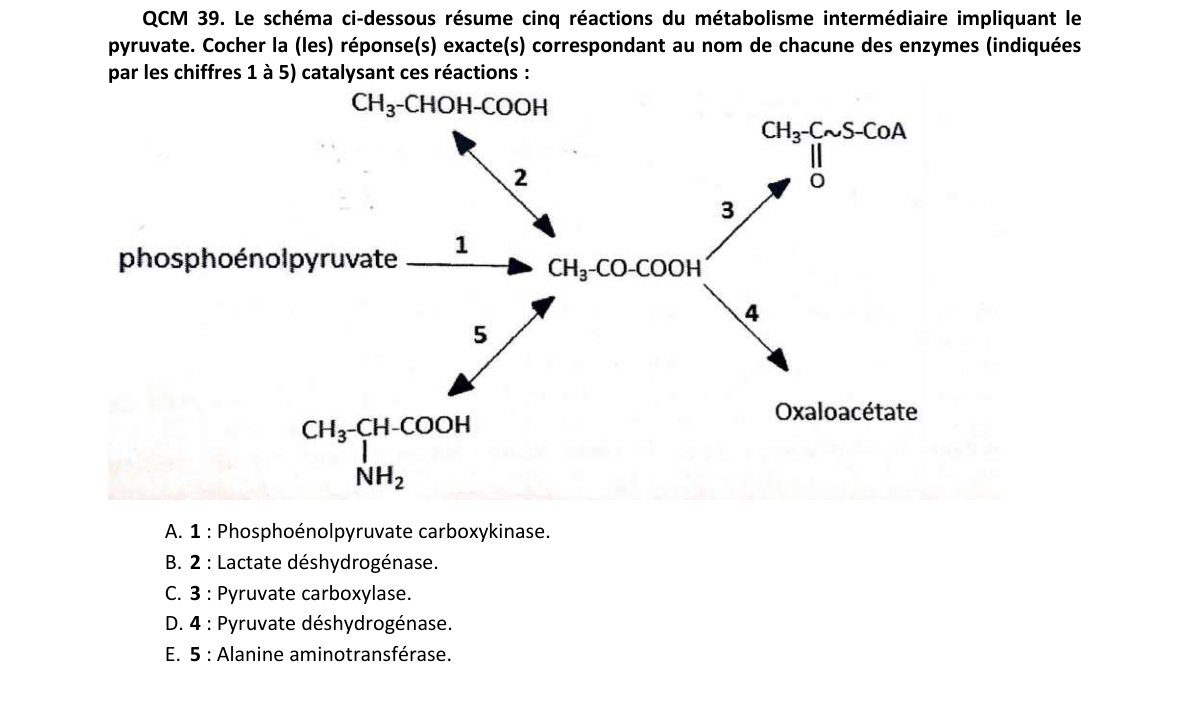 QCM 39. Le schéma ci-dessous résume cinq réactions du métabolisme intermédiaire impliquant le
pyruvate. Cocher la (les) réponse(s) exacte(s) correspondant au nom de chacune des enzymes (indiquées
par les chiffres 1 à 5) catalysant ces réactions :
CH₃-CHOH-COOH
CH₃-C~S-CoA
||
O
2
3
1
phosphoénolpyruvate
CH₃-CO-COOH
4
5
Oxaloacétate
CH₃-CH-COOH
|
NH₂
A. 1 : Phosphoénolpyruvate carboxykinase.
B. 2 : Lactate déshydrogénase.
C. 3 : Pyruvate carboxylase.
D. 4 : Pyruvate déshydrogénase.
E. 5 : Alanine aminotransférase.